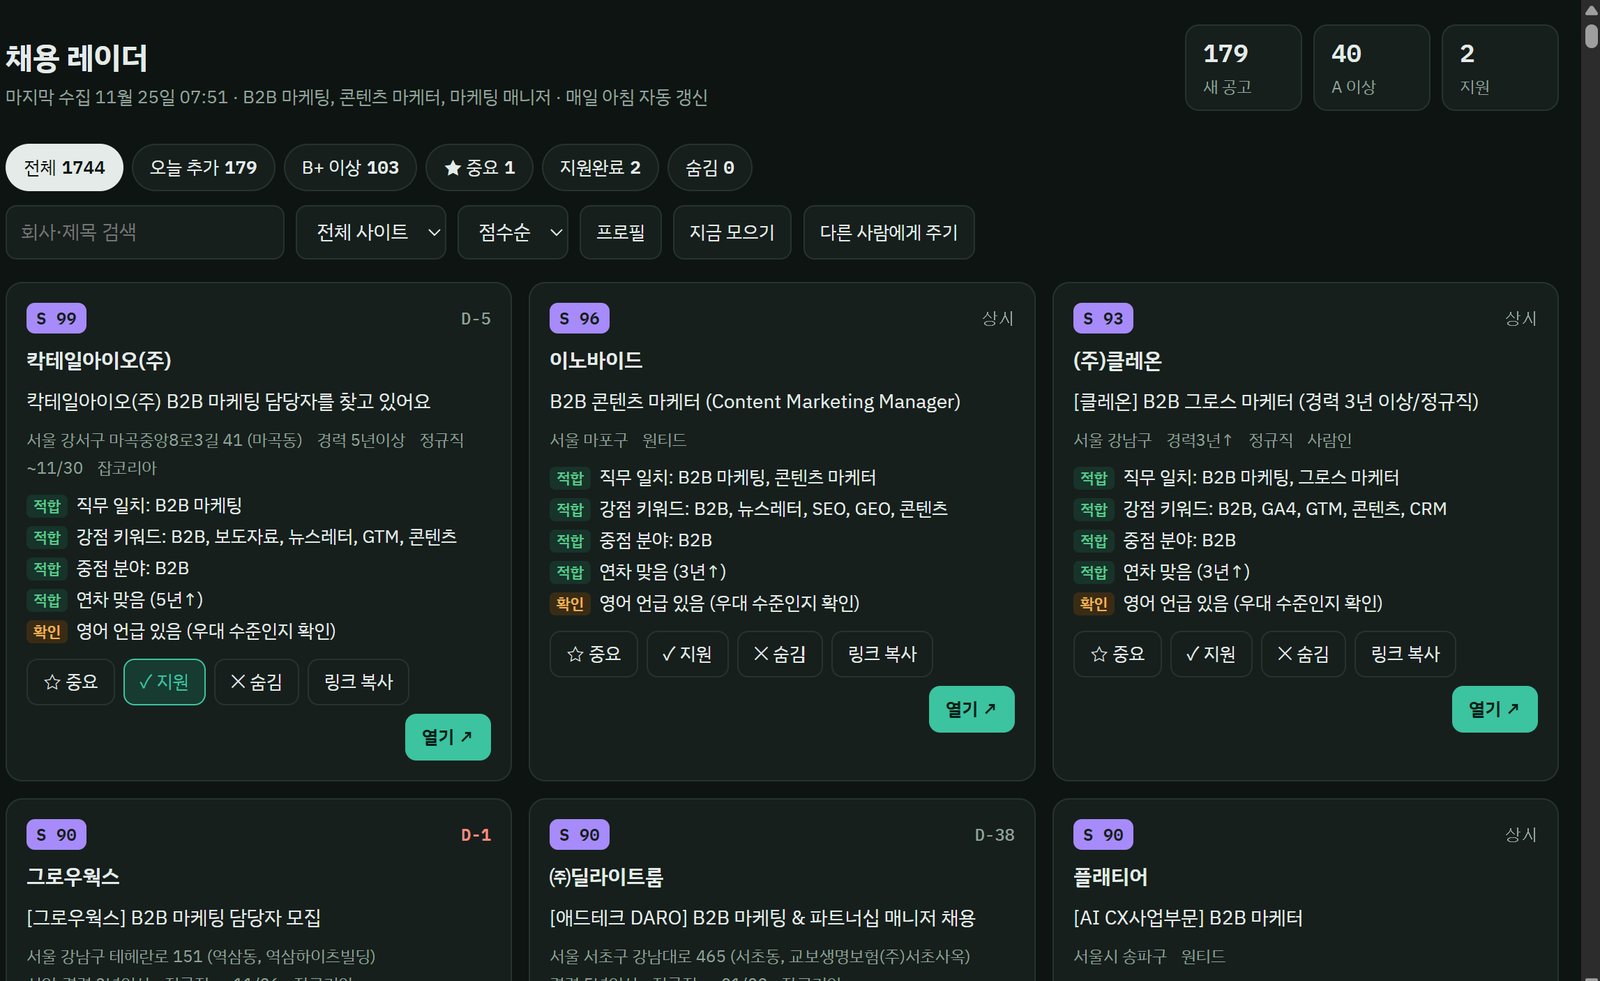 채용 레이더
마지막 수집 11월 25일 07:51 · B2B 마케팅, 콘텐츠 마케터, 마케팅 매니저 · 매일 아침 자동 갱신
179
새 공고
40
A 이상
2
지원
전체 1744
오늘 추가 179
B+ 이상 103
★ 중요 1
지원완료 2
숨김 0
회사·제목 검색
전체 사이트
점수순
프로필
지금 모으기
다른 사람에게 주기
S 99
D-5
칵테일아이오(주)
칵테일아이오(주) B2B 마케팅 담당자를 찾고 있어요
서울 강서구 마곡중앙8로3길 41 (마곡동) 경력 5년이상 정규직
~11/30 잡코리아
적합 직무 일치: B2B 마케팅
적합 강점 키워드: B2B, 보도자료, 뉴스레터, GTM, 콘텐츠
적합 중점 분야: B2B
적합 연차 맞음 (5년↑)
확인 영어 언급 있음 (우대 수준인지 확인)
☆ 중요
✓ 지원
✕ 숨김
링크 복사
열기 ↗
S 96
상시
이노바이드
B2B 콘텐츠 마케터 (Content Marketing Manager)
서울 마포구 원티드
적합 직무 일치: B2B 마케팅, 콘텐츠 마케터
적합 강점 키워드: B2B, 뉴스레터, SEO, GEO, 콘텐츠
적합 중점 분야: B2B
적합 연차 맞음 (3년↑)
확인 영어 언급 있음 (우대 수준인지 확인)
☆ 중요
✓ 지원
✕ 숨김
링크 복사
열기 ↗
S 93
상시
(주)클레온
[클레온] B2B 그로스 마케터 (경력 3년 이상/정규직)
서울 강남구 경력3년↑ 정규직 사람인
적합 직무 일치: B2B 마케팅, 그로스 마케터
적합 강점 키워드: B2B, GA4, GTM, 콘텐츠, CRM
적합 중점 분야: B2B
적합 연차 맞음 (3년↑)
확인 영어 언급 있음 (우대 수준인지 확인)
☆ 중요
✓ 지원
✕ 숨김
링크 복사
열기 ↗
S 90
D-1
그로우웍스
[그로우웍스] B2B 마케팅 담당자 모집
서울 강남구 테헤란로 151 (역삼동, 역삼하이츠빌딩)
S 90
D-38
㈜딜라이트룸
[애드테크 DARO] B2B 마케팅 & 파트너십 매니저 채용
서울 서초구 강남대로 465 (서초동, 교보생명보험(주)서초사옥)
S 90
상시
플래티어
[AI CX사업부문] B2B 마케터
서울시 송파구 원티드